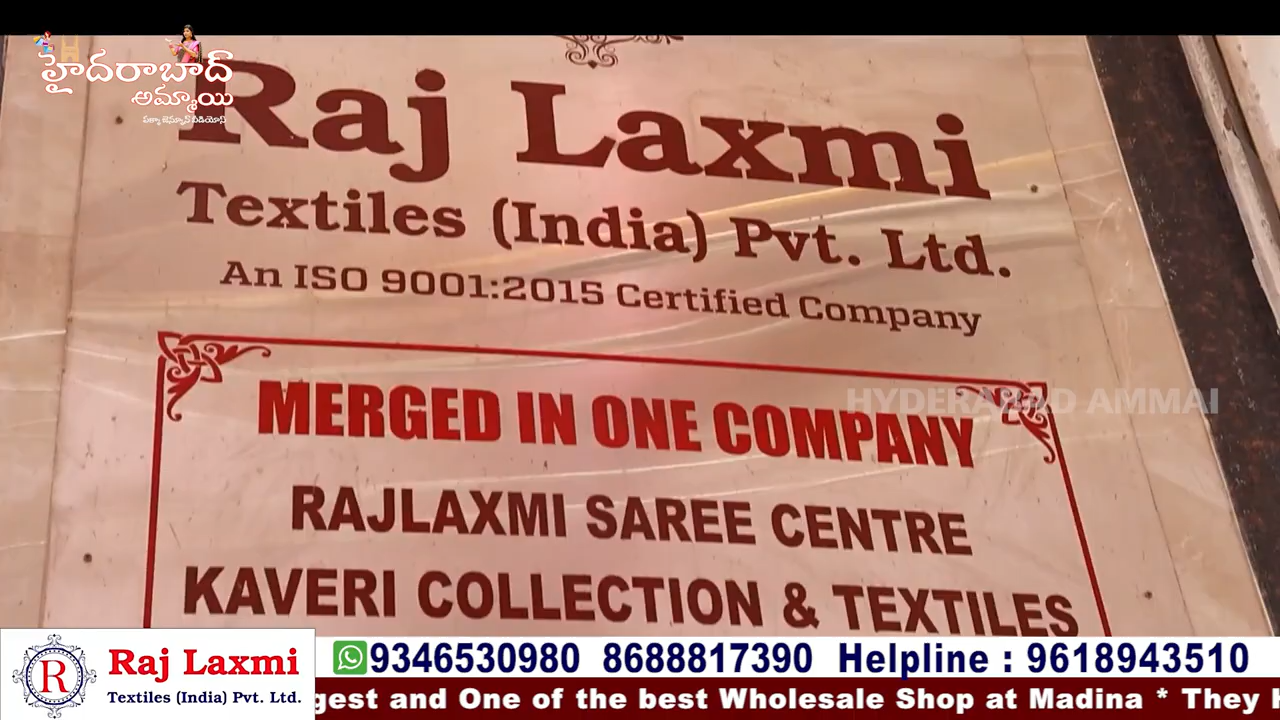 హైదరాబాద్
అమ్మాయి
పక్కా జెన్యూన్ వీడియోస్
Raj Laxmi
Textiles (India) Pvt. Ltd.
An ISO 9001:2015 Certified Company
MERGED IN ONE COMPANY
HYDERABAD AMMAI
RAJLAXMI SAREE CENTRE
KAVERI COLLECTION & TEXTILES
R
Raj Laxmi
Textiles (India) Pvt. Ltd.
9346530980 8688817390 Helpline : 9618943510
gest and One of the best Wholesale Shop at Madina * They